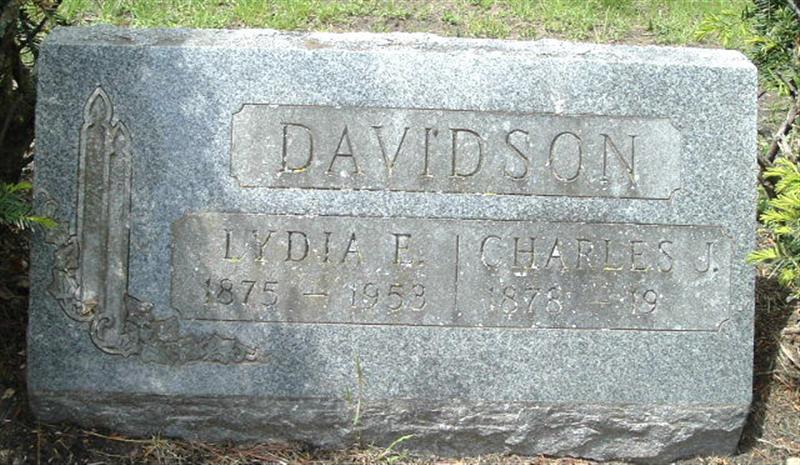 DAVIDSON
LYDIA E. CHARLES J.
1875 – 1953 1878 – 19